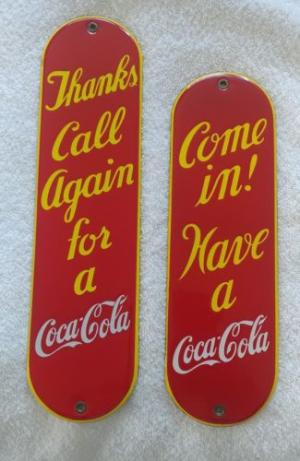 Thanks
Call
Again
for
a
Coca-Cola
Come
in!
Have
a
Coca-Cola